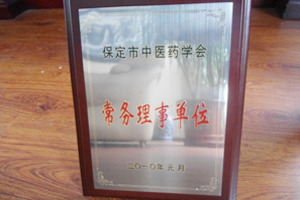 保定市中医药学会
常务理事单位
二〇一〇年元月